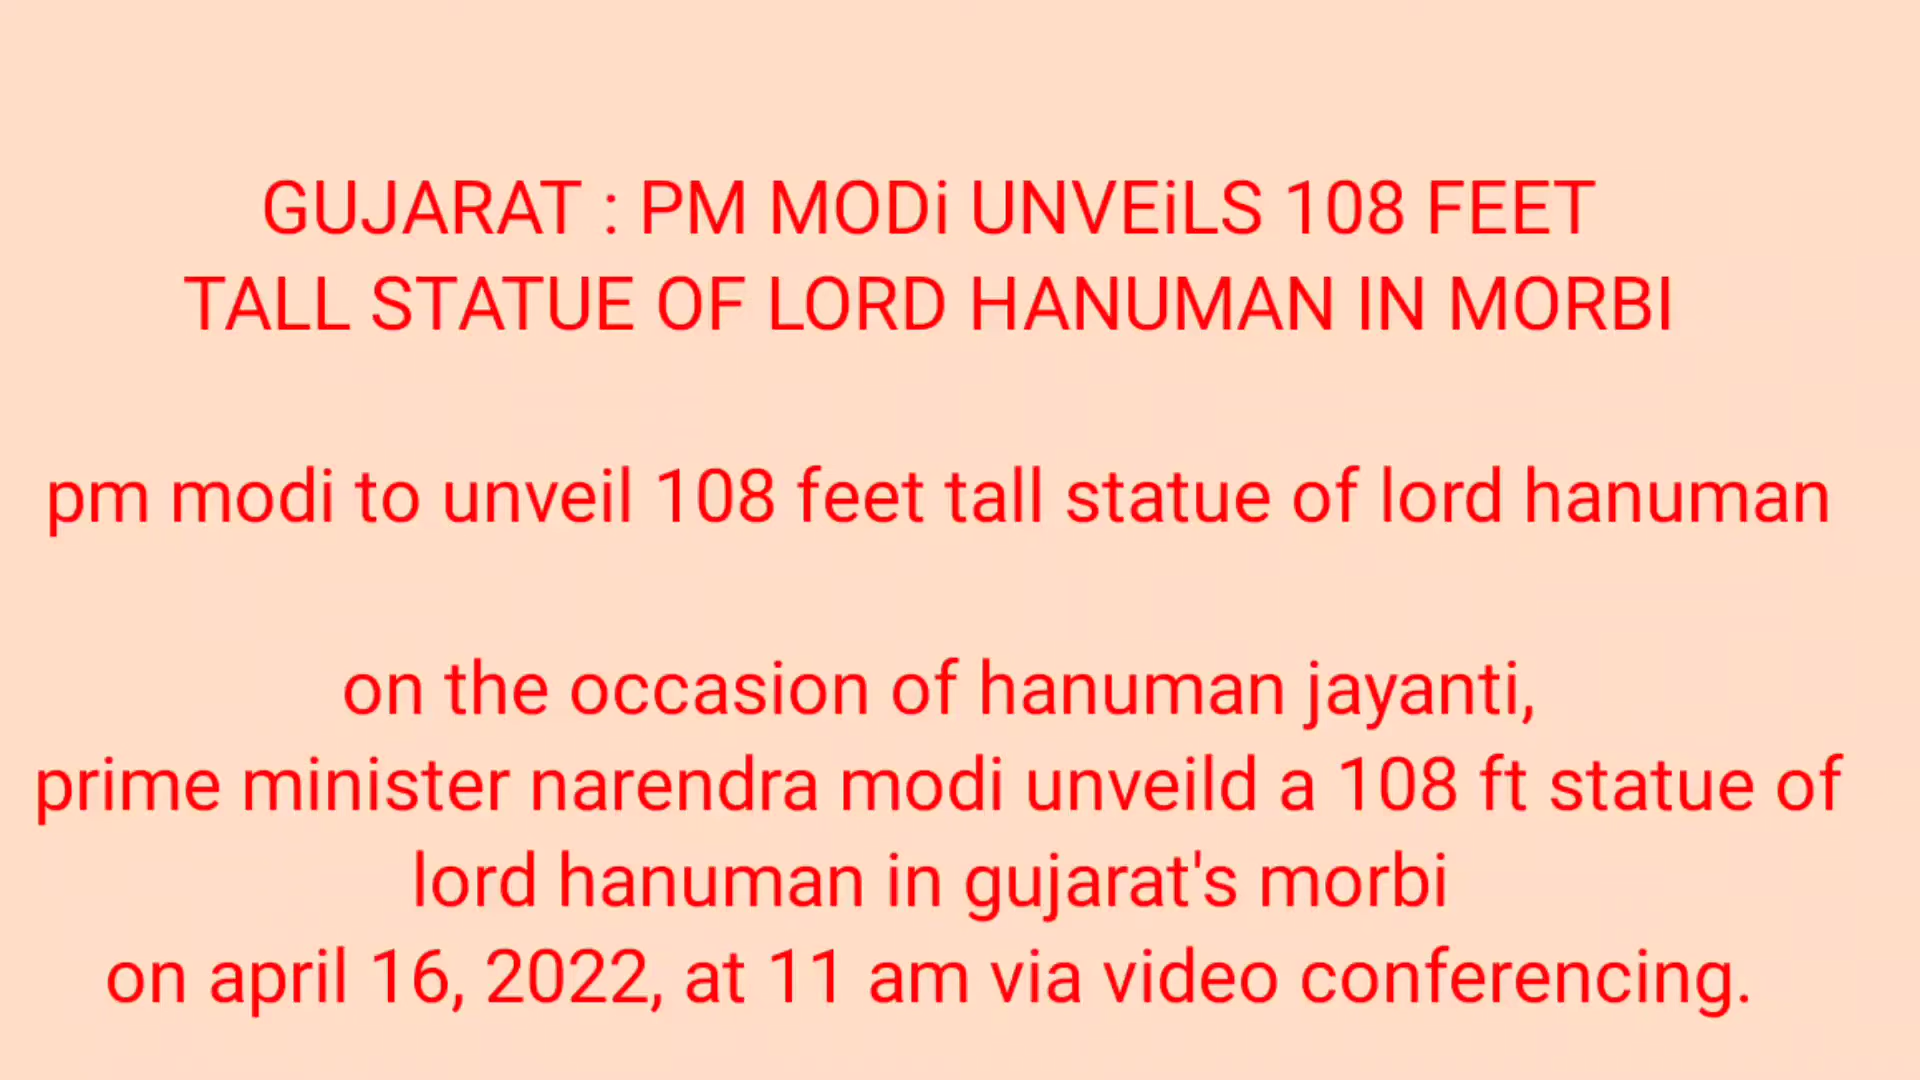 GUJARAT : PM MODi UNVEiLS 108 FEET
TALL STATUE OF LORD HANUMAN IN MORBI
pm modi to unveil 108 feet tall statue of lord hanuman
on the occasion of hanuman jayanti,
prime minister narendra modi unveild a 108 ft statue of
lord hanuman in gujarat's morbi
on april 16, 2022, at 11 am via video conferencing.